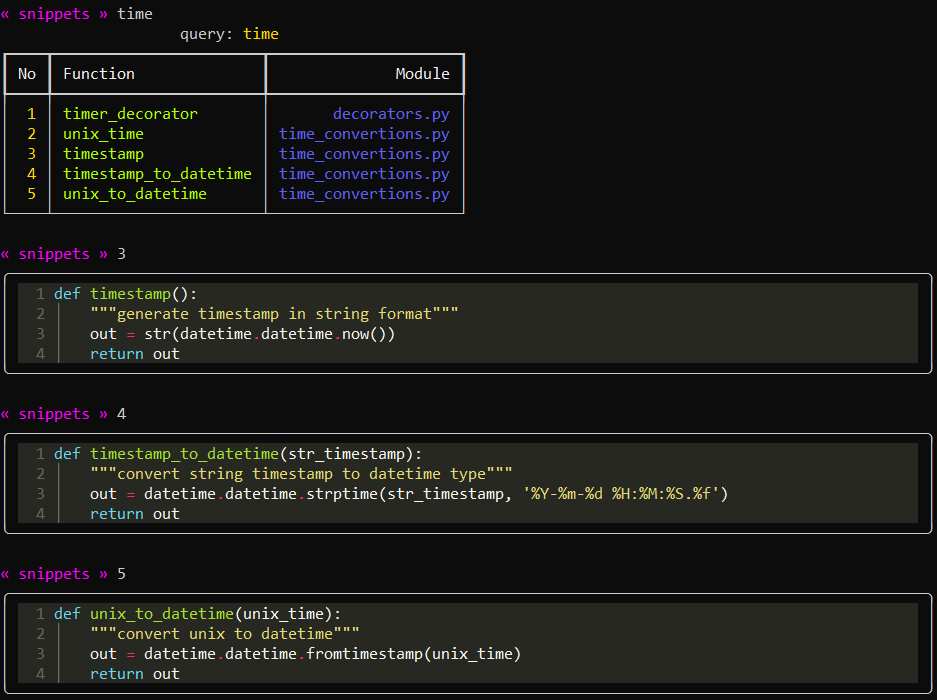 « snippets » time
query: time
No Function Module
1 timer_decorator decorators.py
2 unix_time time_convertions.py
3 timestamp time_convertions.py
4 timestamp_to_datetime time_convertions.py
5 unix_to_datetime time_convertions.py
« snippets » 3
1 def timestamp():
2     """generate timestamp in string format"""
3     out = str(datetime.datetime.now())
4     return out
« snippets » 4
1 def timestamp_to_datetime(str_timestamp):
2     """convert string timestamp to datetime type"""
3     out = datetime.datetime.strptime(str_timestamp, '%Y-%m-%d %H:%M:%S.%f')
4     return out
« snippets » 5
1 def unix_to_datetime(unix_time):
2     """convert unix to datetime"""
3     out = datetime.datetime.fromtimestamp(unix_time)
4     return out